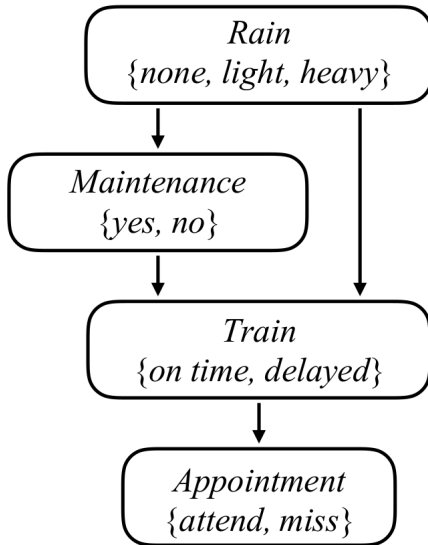 Rain
{none, light, heavy}
Maintenance
{yes, no}
Train
{on time, delayed}
Appointment
{attend, miss}